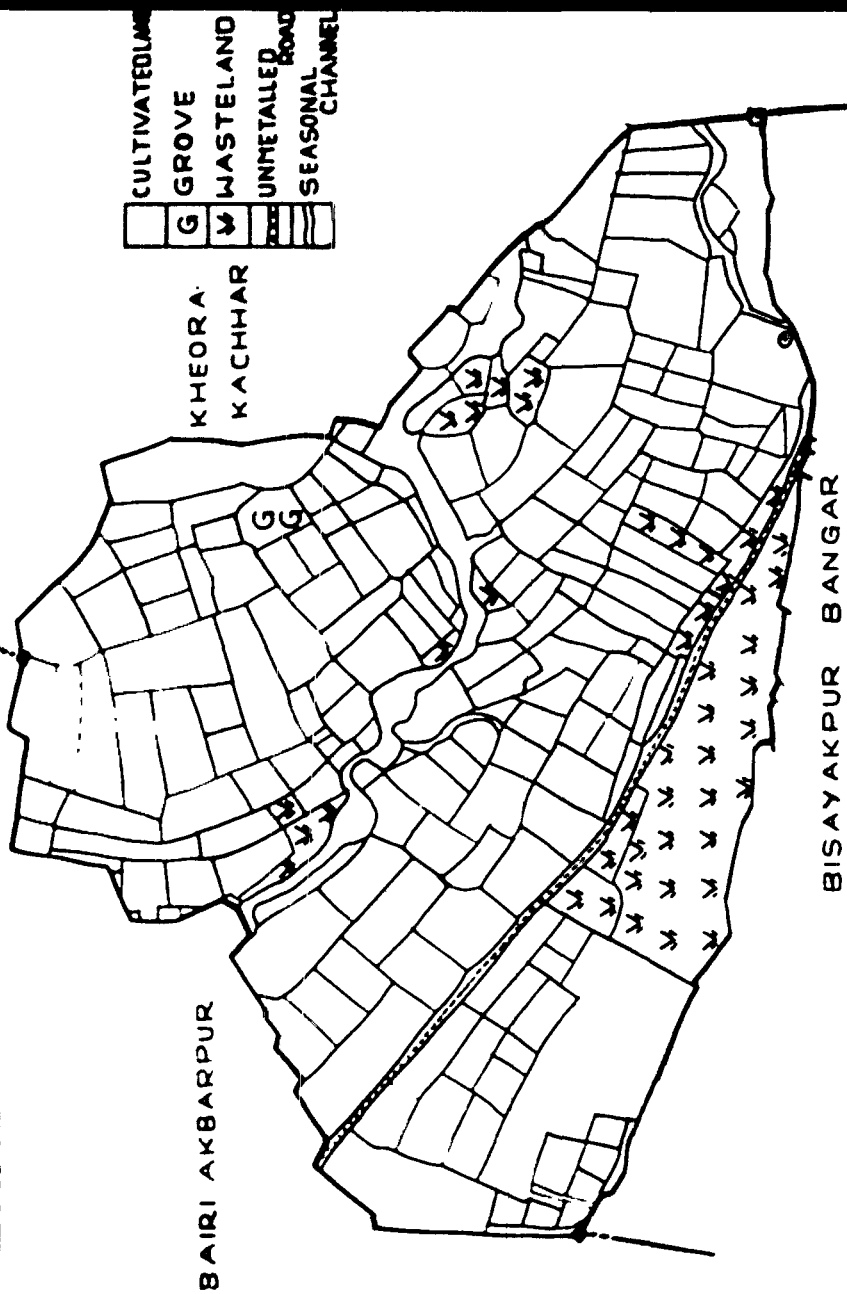 CULTIVATED LAND
G GROVE
WASTELAND
UNMETALLED ROAD
SEASONAL CHANNEL
KHEORA
KACHHAR
G
G
BAIRI AKBARPUR
BISAYAKPUR BANGAR